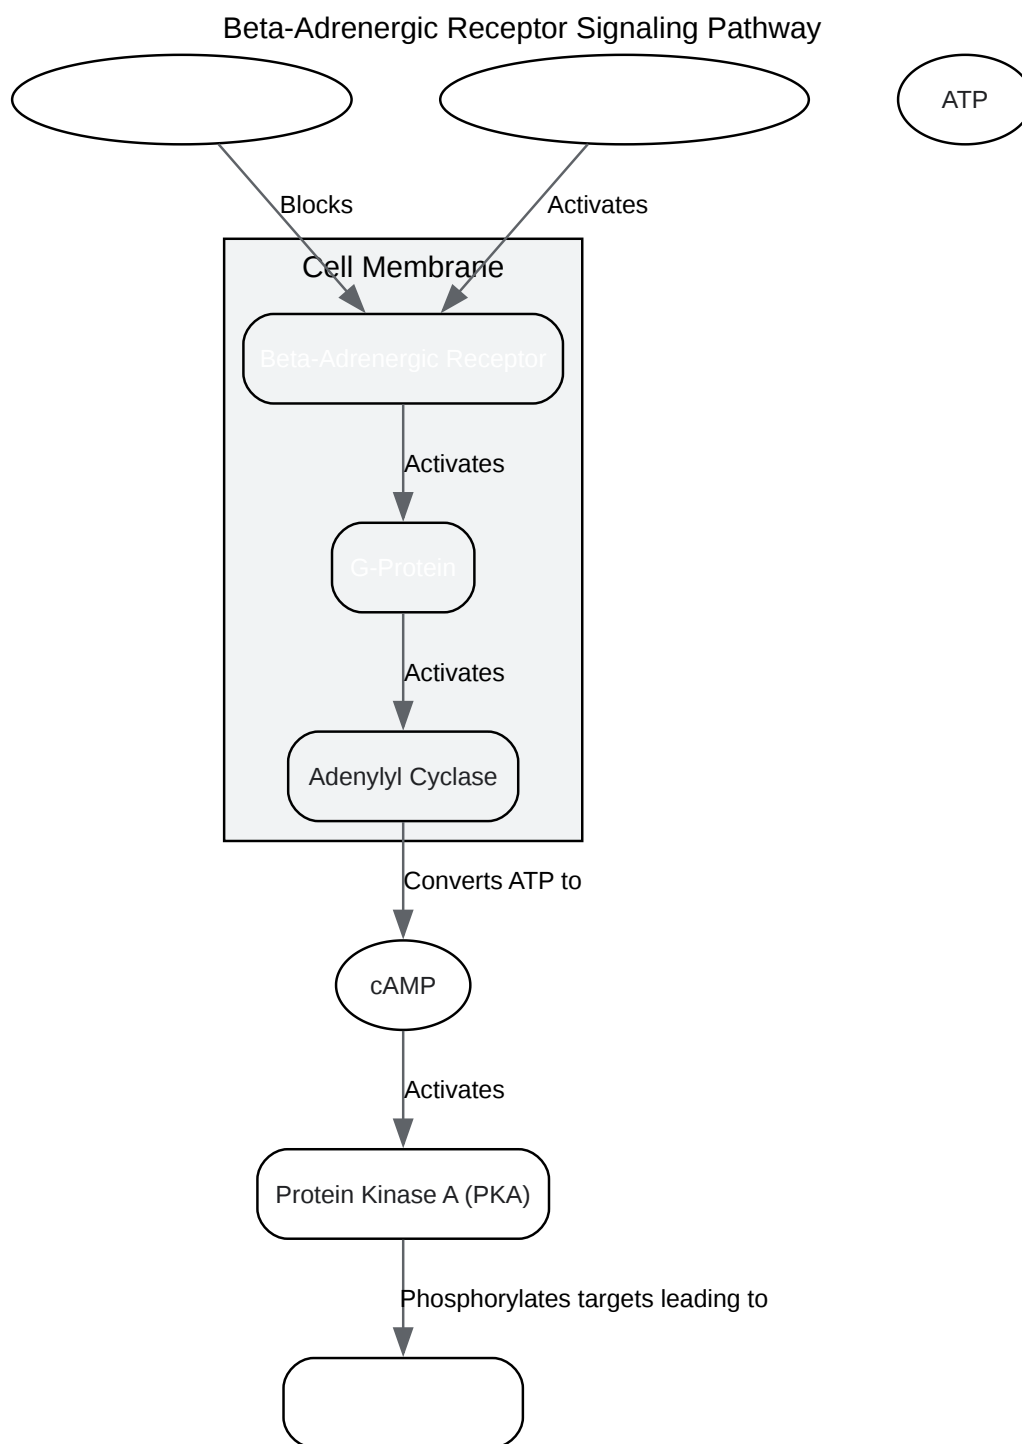 Beta-Adrenergic Receptor Signaling Pathway
ATP
Blocks
Activates
Cell Membrane
Beta-Adrenergic Receptor
Activates
G-Protein
Activates
Adenylyl Cyclase
Converts ATP to
cAMP
Activates
Protein Kinase A (PKA)
Phosphorylates targets leading to